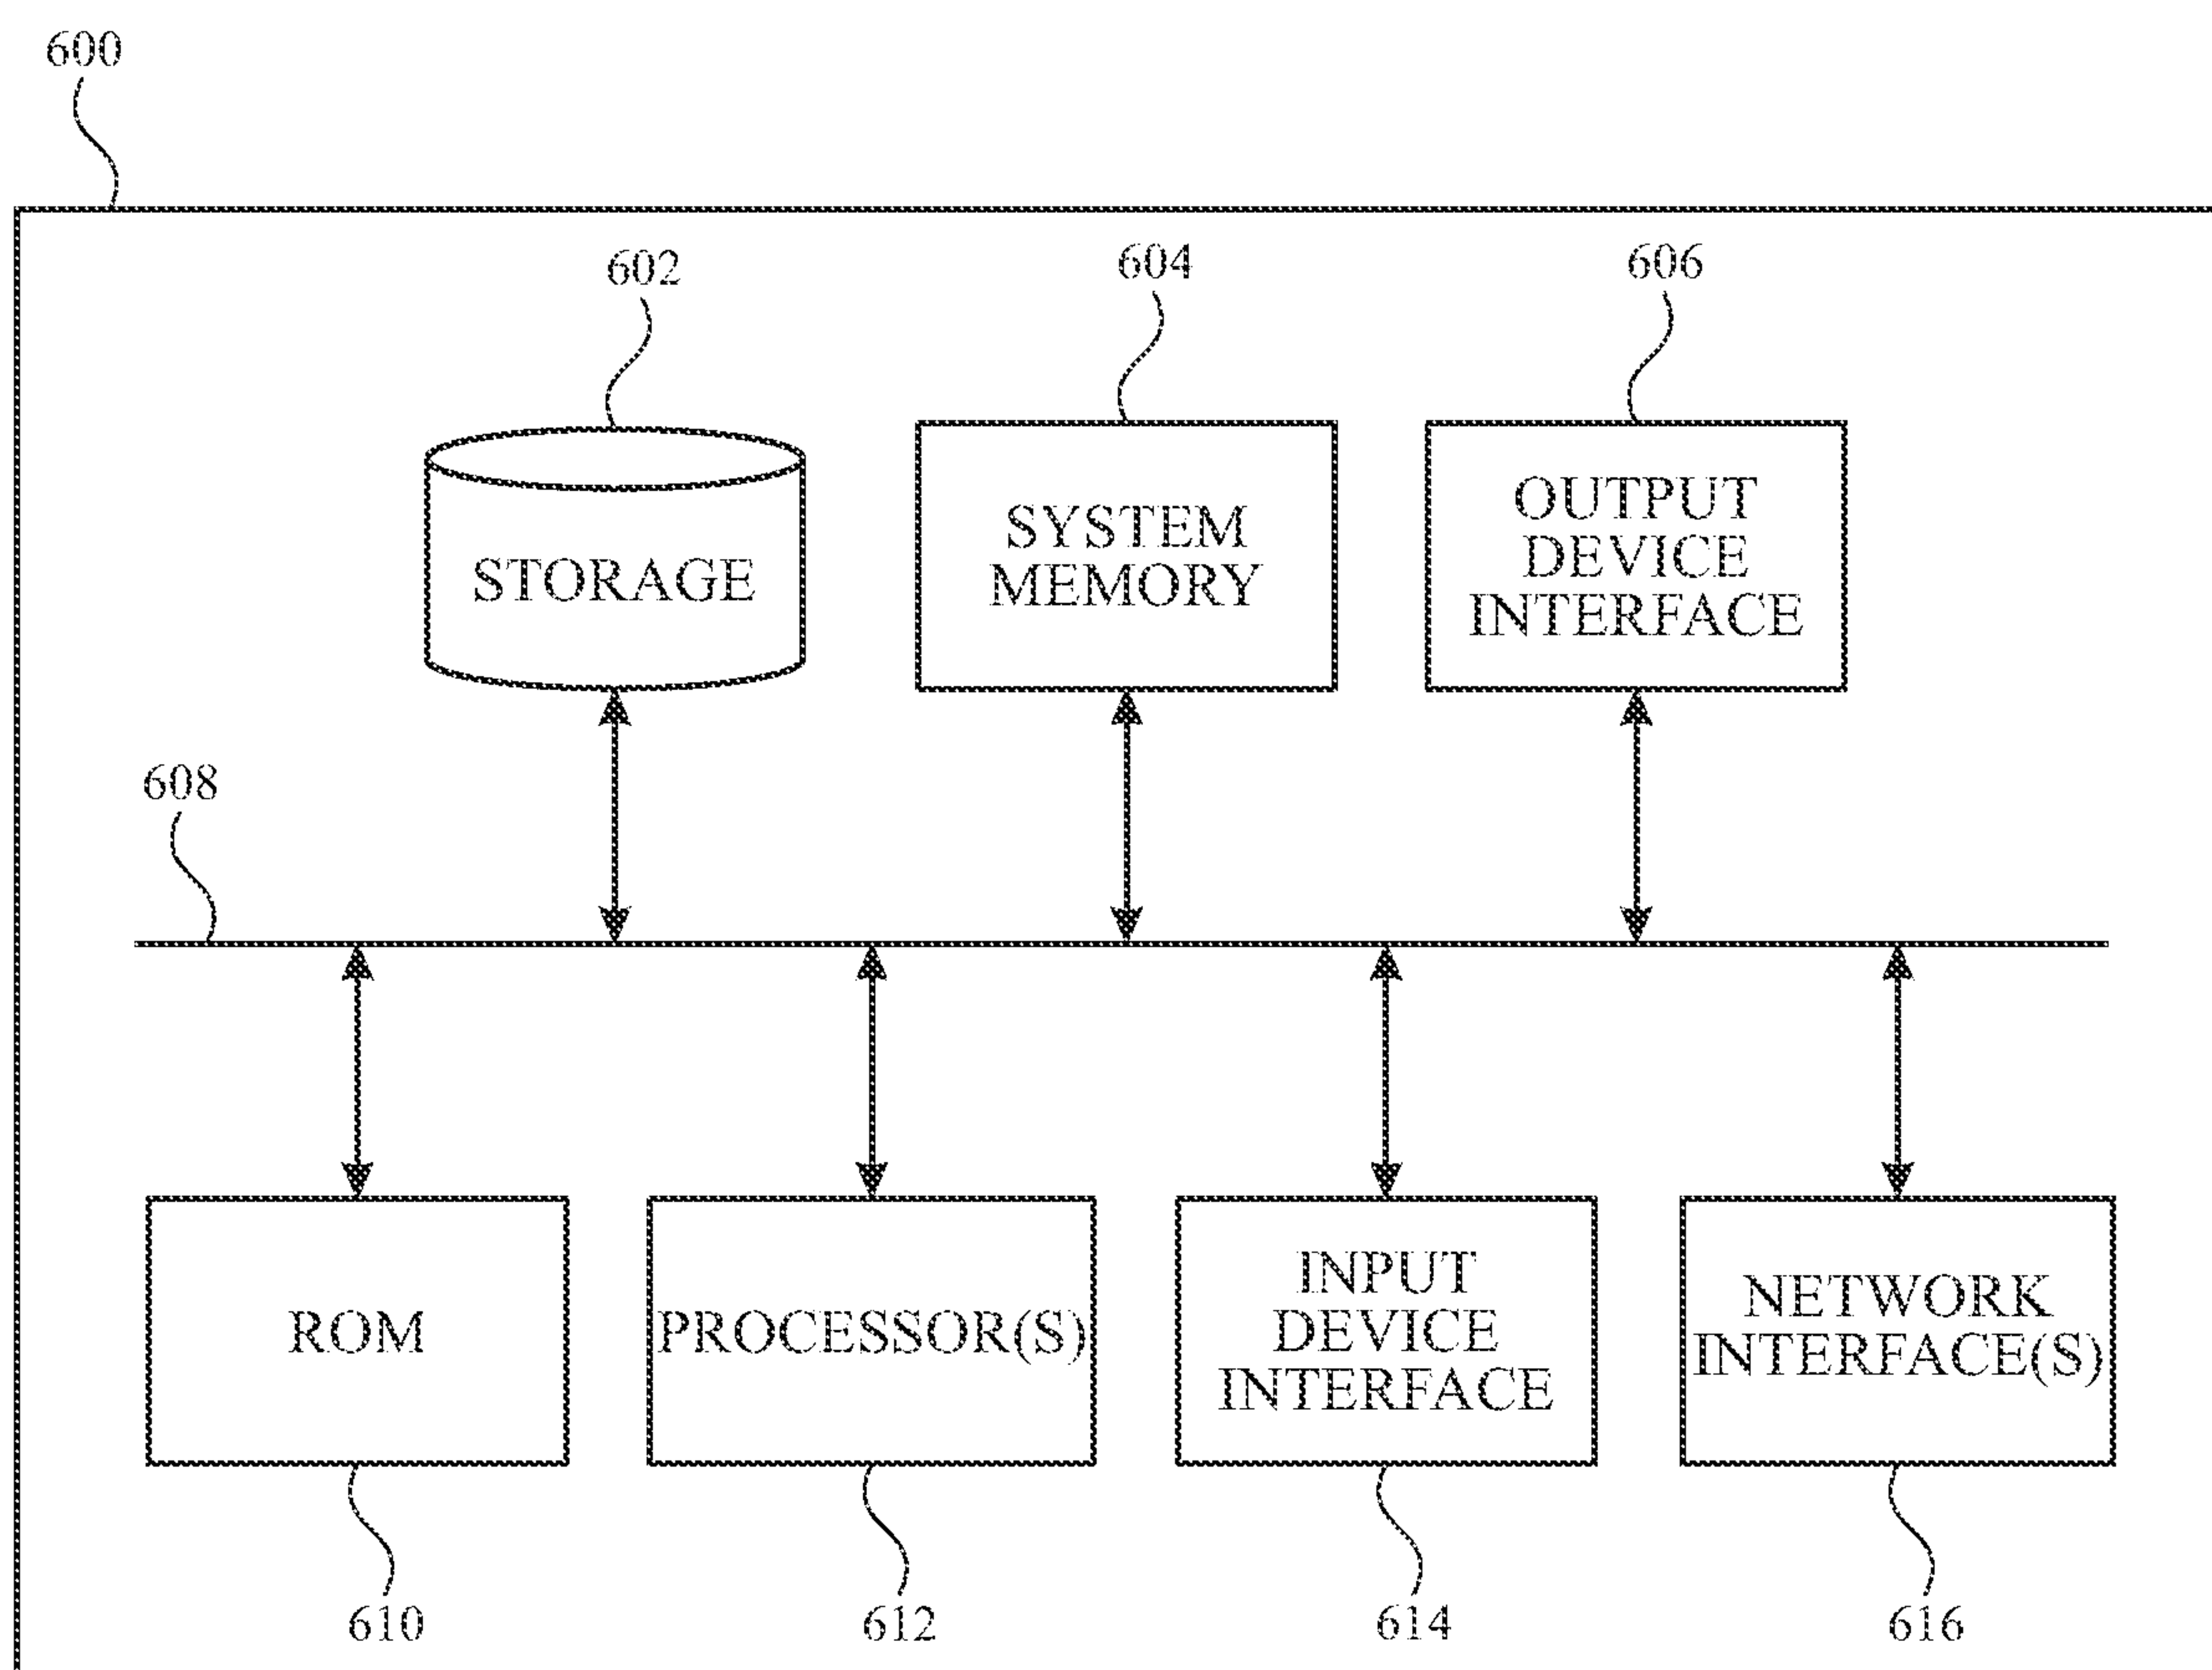 600
602
604
606
STORAGE
SYSTEM
MEMORY
OUTPUT
DEVICE
INTERFACE
608
ROM
PROCESSOR(S)
INPUT
DEVICE
INTERFACE
NETWORK
INTERFACE(S)
610
612
614
616